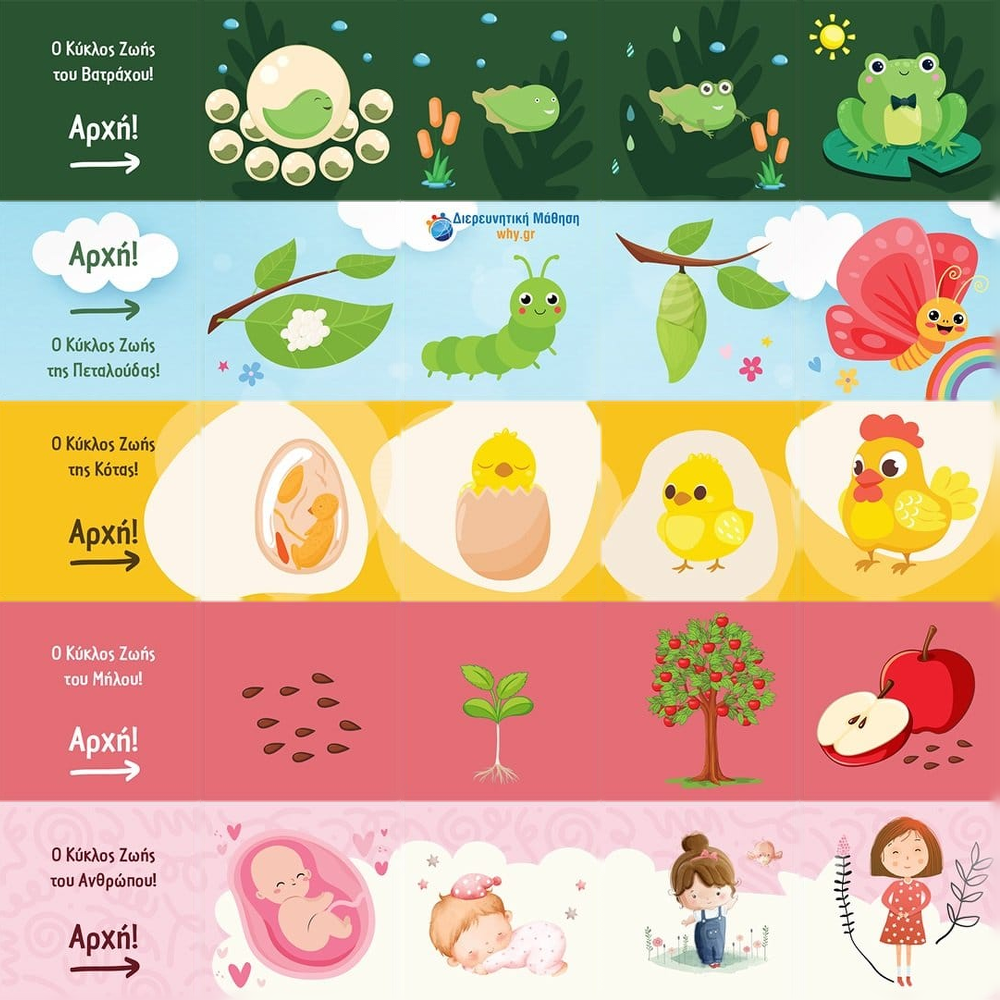 Ο Κύκλος Ζωής
του Βατράχου!
Αρχή!
Διερευνητική Μάθηση
why.gr
Αρχή!
Ο Κύκλος Ζωής
της Πεταλούδας!
Ο Κύκλος Ζωής
της Κότας!
Αρχή!
Ο Κύκλος Ζωής
του Μήλου!
Αρχή!
Ο Κύκλος Ζωής
του Ανθρώπου!
Αρχή!